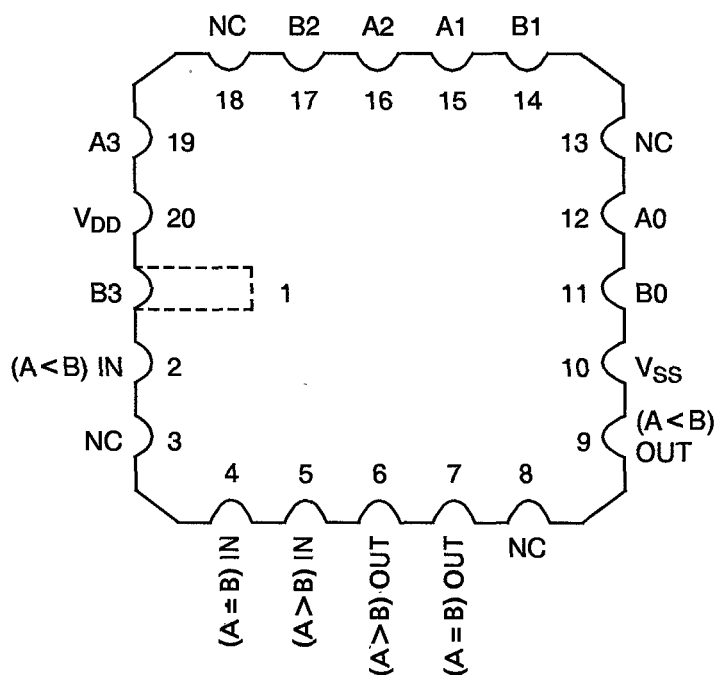 NC B2 A2 A1 B1
18 17 16 15 14
A3 19 13 NC
VDD 20 12 A0
B3 1 11 B0
(A < B) IN 2 10 VSS
NC 3 9 (A < B)
OUT
4 5 6 7 8
(A = B) IN
(A > B) IN
(A > B) OUT
(A = B) OUT
NC